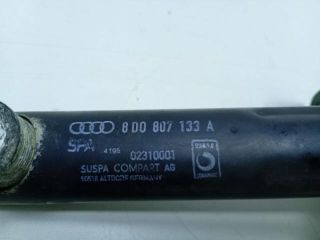 8D0 807 133 A
SPA 4195 02310001
SUSPA COMPART AG
90518 ALTDORF GERMANY